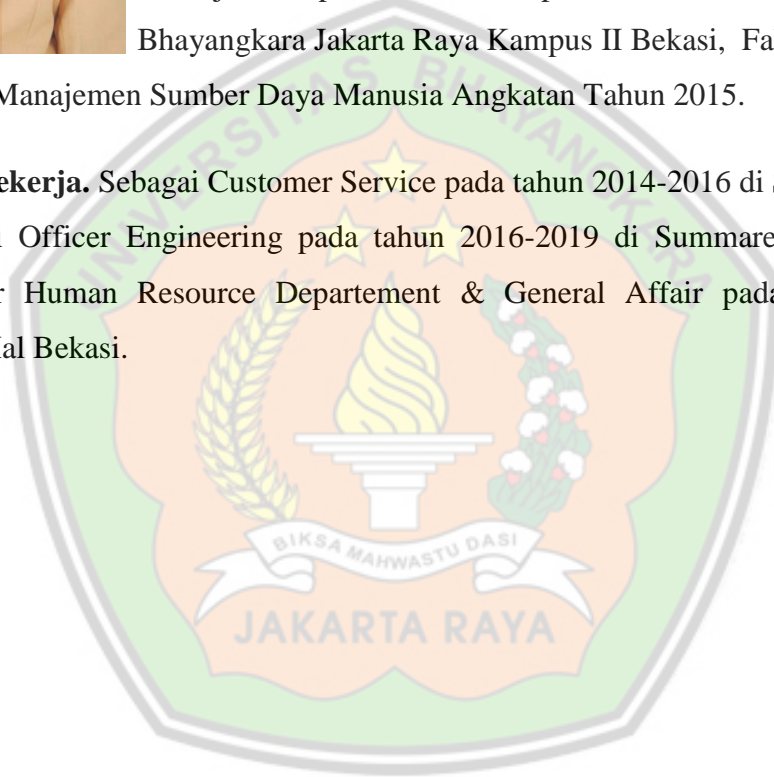 Bhayangkara Jakarta Raya Kampus II Bekasi, Fa
Manajemen Sumber Daya Manusia Angkatan Tahun 2015.
ekerja. Sebagai Customer Service pada tahun 2014-2016 di
Officer Engineering pada tahun 2016-2019 di Summare
Human Resource Departement & General Affair pada
al Bekasi.
UNIVERSITAS BHAYANGKARA
BIKSA MAHWASTU DASI
JAKARTA RAYA